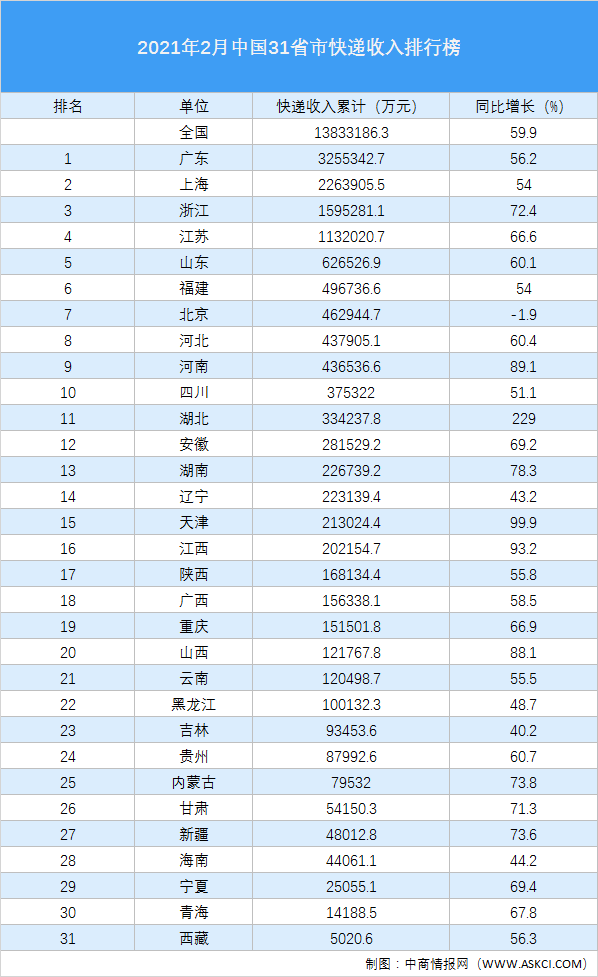 2021年2月中国31省市快递收入排行榜
排名 单位 快递收入累计（万元） 同比增长（%）
全国 13833186.3 59.9
1 广东 3255342.7 56.2
2 上海 2263905.5 54
3 浙江 1595281.1 72.4
4 江苏 1132020.7 66.6
5 山东 626526.9 60.1
6 福建 496736.6 54
7 北京 462944.7 -1.9
8 河北 437905.1 60.4
9 河南 436536.6 89.1
10 四川 375322 51.1
11 湖北 334237.8 229
12 安徽 281529.2 69.2
13 湖南 226739.2 78.3
14 辽宁 223139.4 43.2
15 天津 213024.4 99.9
16 江西 202154.7 93.2
17 陕西 168134.4 55.8
18 广西 156338.1 58.5
19 重庆 151501.8 66.9
20 山西 121767.8 88.1
21 云南 120498.7 55.5
22 黑龙江 100132.3 48.7
23 吉林 93453.6 40.2
24 贵州 87992.6 60.7
25 内蒙古 79532 73.8
26 甘肃 54150.3 71.3
27 新疆 48012.8 73.6
28 海南 44061.1 44.2
29 宁夏 25055.1 69.4
30 青海 14188.5 67.8
31 西藏 5020.6 56.3
制图：中商情报网（WWW.ASKCI.COM）